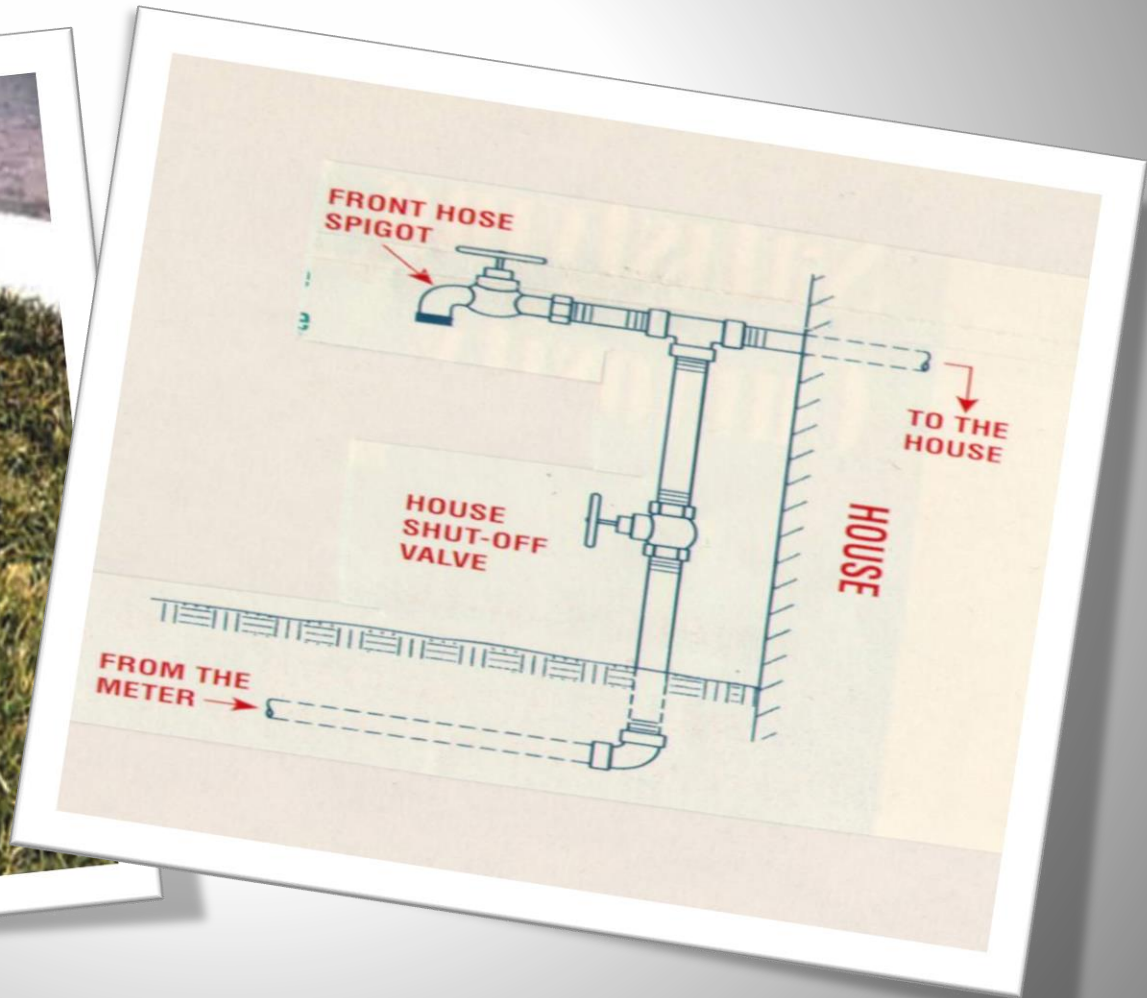 FRONT HOSE
SPIGOT
TO THE
HOUSE
HOUSE
SHUT-OFF
VALVE
HOUSE
FROM THE
METER